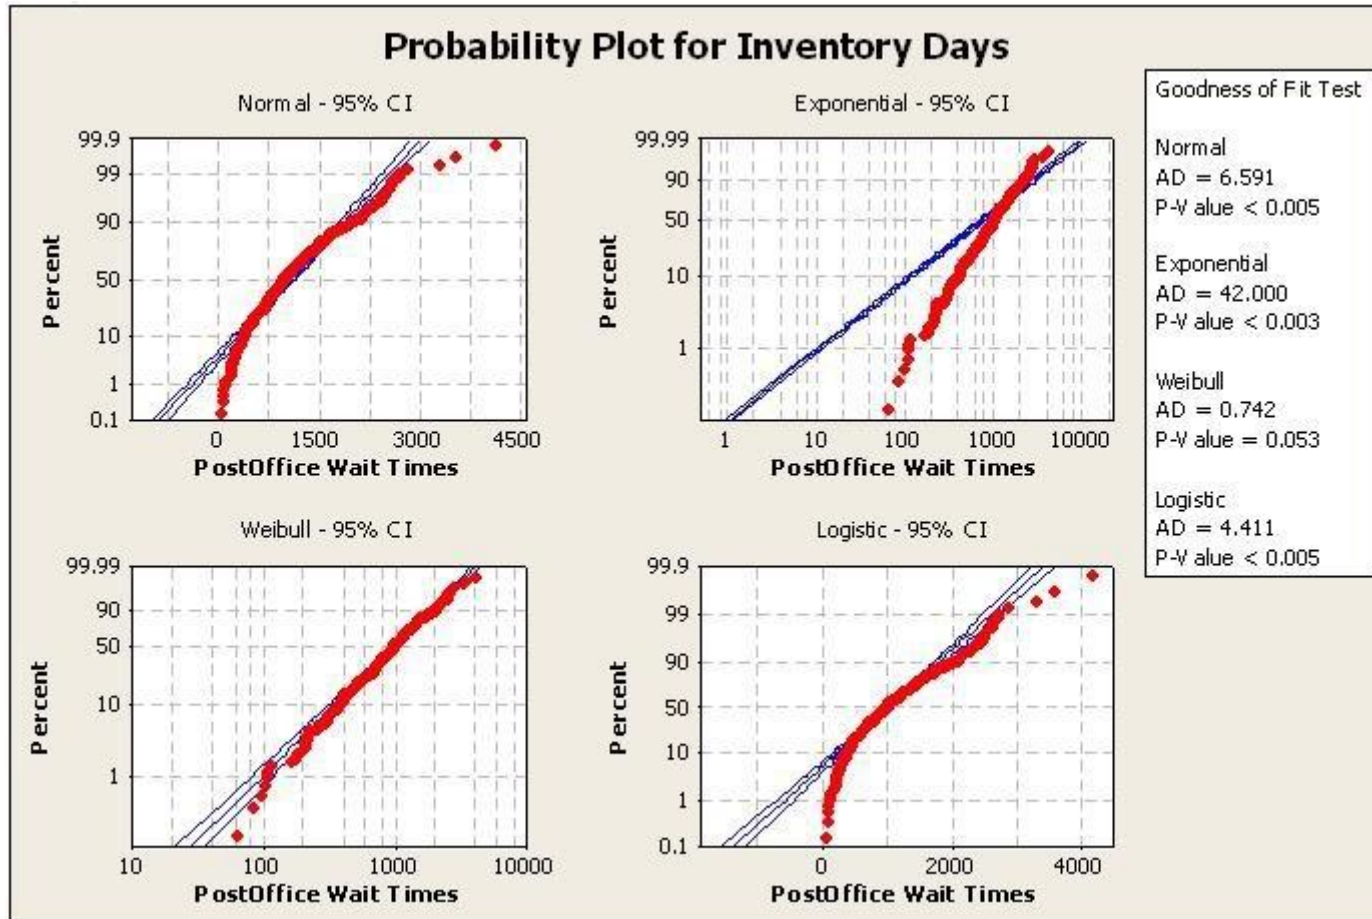 Probability Plot for Inventory Days
Normal - 95% CI
99.9
99
90
50
10
1
0.1
Percent
0 1500 3000 4500
PostOffice Wait Times
Exponential - 95% CI
99.99
90
50
10
1
Percent
1 10 100 1000 10000
PostOffice Wait Times
Weibull - 95% CI
99.99
90
50
10
1
Percent
10 100 1000 10000
PostOffice Wait Times
Logistic - 95% CI
99.9
99
90
50
10
1
0.1
Percent
0 2000 4000
PostOffice Wait Times
Goodness of Fit Test
Normal
AD = 6.591
P-Value < 0.005
Exponential
AD = 42.000
P-Value < 0.003
Weibull
AD = 0.742
P-Value = 0.053
Logistic
AD = 4.411
P-Value < 0.005